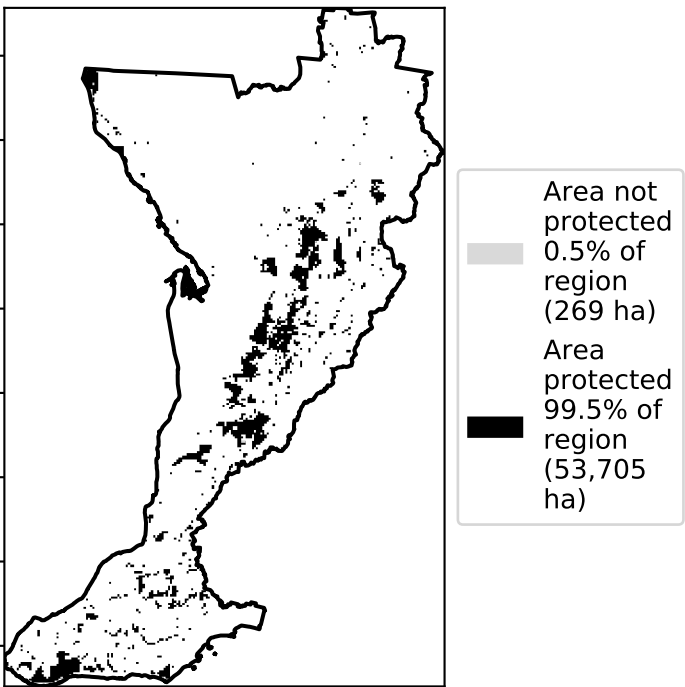 Area not
protected
0.5% of
region
(269 ha)
Area
protected
99.5% of
region
(53,705
ha)